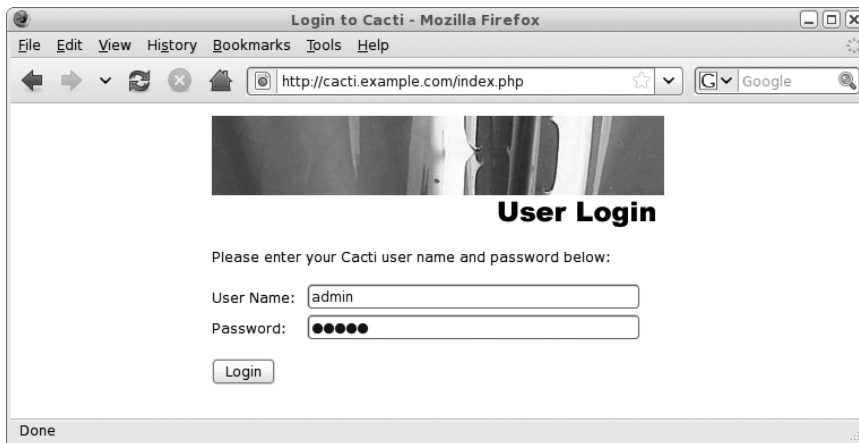 Login to Cacti - Mozilla Firefox
File Edit View History Bookmarks Tools Help
http://cacti.example.com/index.php
G Google
User Login
Please enter your Cacti user name and password below:
User Name: admin
Password: ●●●●●
Login
Done